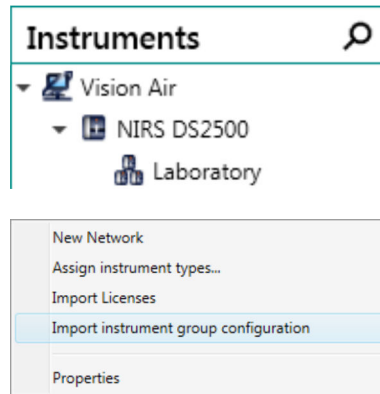 Instruments
Vision Air
NIRS DS2500
Laboratory
New Network
Assign instrument types...
Import Licenses
Import instrument group configuration
Properties